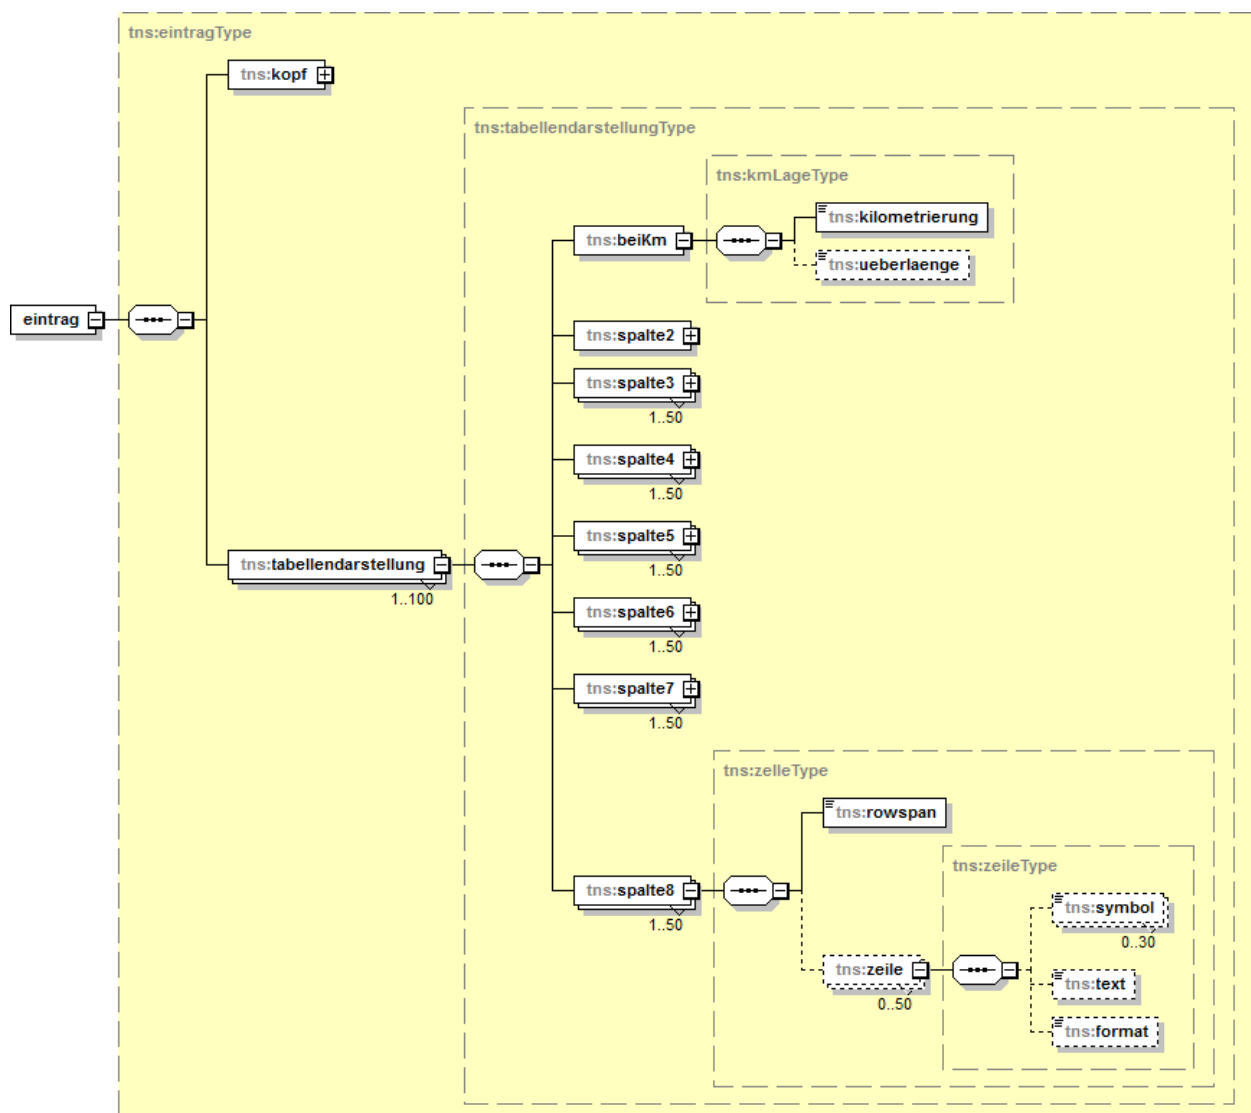 tns:eintragType
tns:kopf
tns:tabellendarstellungType
tns:kmLageType
tns:kilometrierung
tns:beiKm
tns:ueberlaenge
eintrag
tns:spalte2
tns:spalte3
1..50
tns:spalte4
1..50
tns:spalte5
1..50
tns:tabellendarstellung
1..100
tns:spalte6
1..50
tns:spalte7
1..50
tns:zelleType
tns:rowspan
tns:zeileType
tns:spalte8
1..50
tns:symbol
0..30
tns:zeile
0..50
tns:text
tns:format